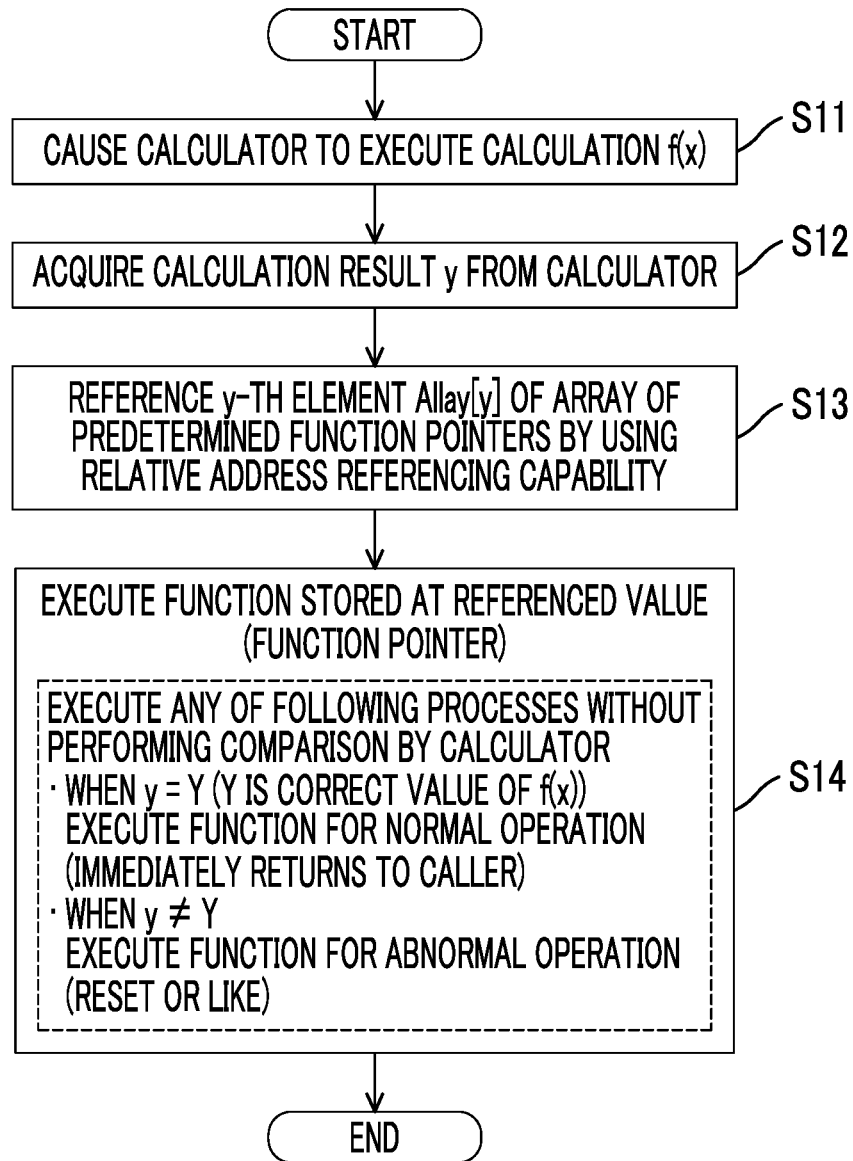 START
CAUSE CALCULATOR TO EXECUTE CALCULATION f(x)
S11
ACQUIRE CALCULATION RESULT y FROM CALCULATOR
S12
REFERENCE y-TH ELEMENT Allay[y] OF ARRAY OF
PREDETERMINED FUNCTION POINTERS BY USING
RELATIVE ADDRESS REFERENCING CAPABILITY
S13
EXECUTE FUNCTION STORED AT REFERENCED VALUE
(FUNCTION POINTER)
EXECUTE ANY OF FOLLOWING PROCESSES WITHOUT
PERFORMING COMPARISON BY CALCULATOR
· WHEN y = Y (Y IS CORRECT VALUE OF f(x))
EXECUTE FUNCTION FOR NORMAL OPERATION
(IMMEDIATELY RETURNS TO CALLER)
· WHEN y ≠ Y
EXECUTE FUNCTION FOR ABNORMAL OPERATION
(RESET OR LIKE)
S14
END